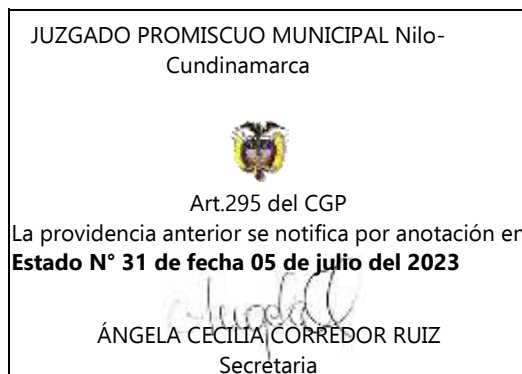 JUZGADO PROMISCUO MUNICIPAL Nilo-
Cundinamarca
Art.295 del CGP
La providencia anterior se notifica por anotación en
Estado N° 31 de fecha 05 de julio del 2023
ÁNGELA CECILIA CORREDOR RUIZ
Secretaria